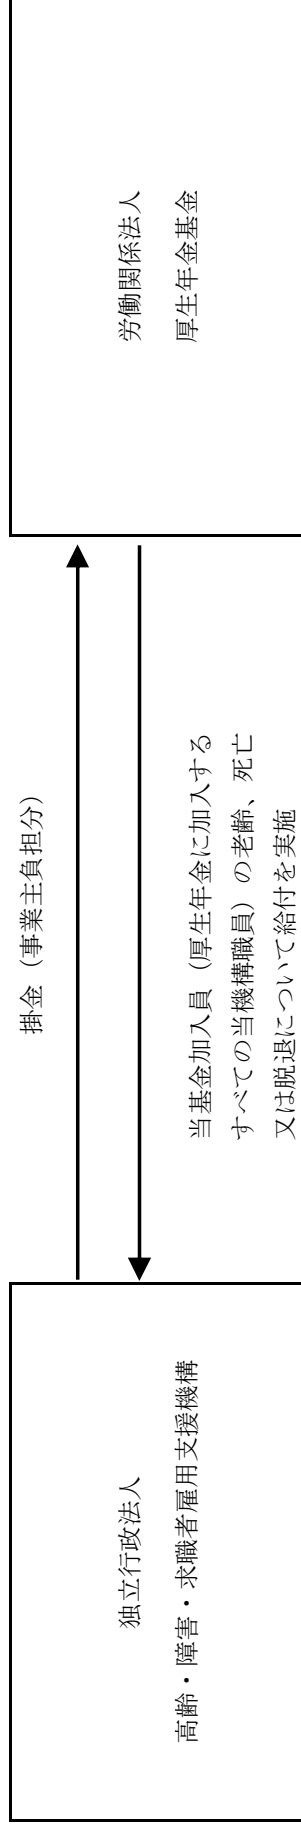 独立行政法人
高齢・障害・求職者雇用支援機構
掛金（事業主負担分）
当基金加入員（厚生年金に加入する
すべての当機構職員）の老齢、死亡
又は脱退について給付を実施
労働関係法人
厚生年金基金